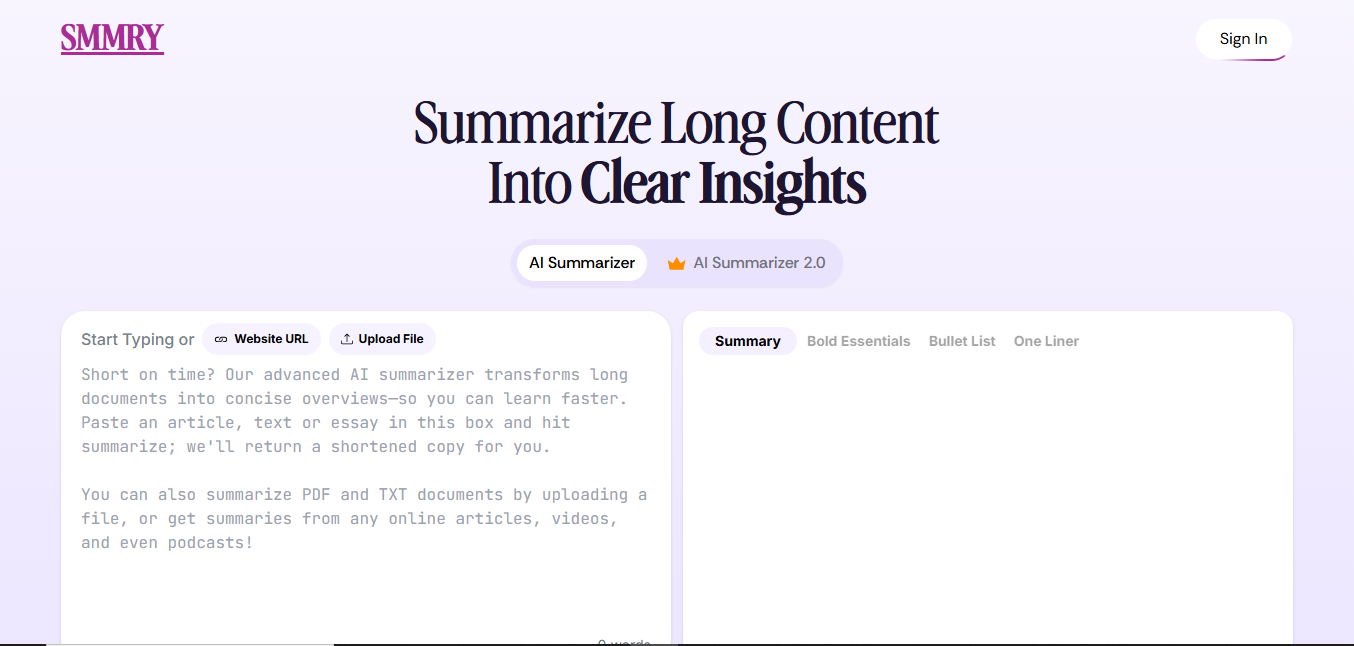 SMMRY
Sign In
Summarize Long Content
Into Clear Insights
AI Summarizer
AI Summarizer 2.0
Start Typing or
Website URL
Upload File
Short on time? Our advanced AI summarizer transforms long
documents into concise overviews—so you can learn faster.
Paste an article, text or essay in this box and hit
summarize; we'll return a shortened copy for you.
You can also summarize PDF and TXT documents by uploading a
file, or get summaries from any online articles, videos,
and even podcasts!
0 words
Summary
Bold Essentials
Bullet List
One Liner